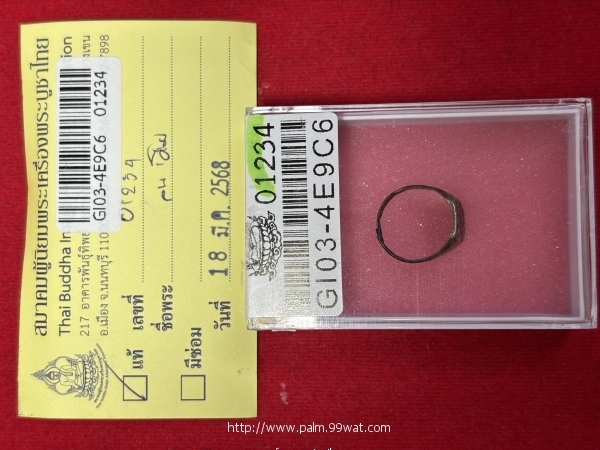 สมาคมผู้นิยมพระเครื่องพระบูชาไทย
Thai Buddha
217 อาคารพันธุ์ทิพย์
อ.เมือง จ.นนทบุรี 110
7898
GI03-4E9C6 01234
เลขที่ 01234
ชื่อพระ
แท้
มีซ่อม
วันที่ 18 มี.ค. 2568
01234
GI03-4E9C6
http://www.palm.99wat.com